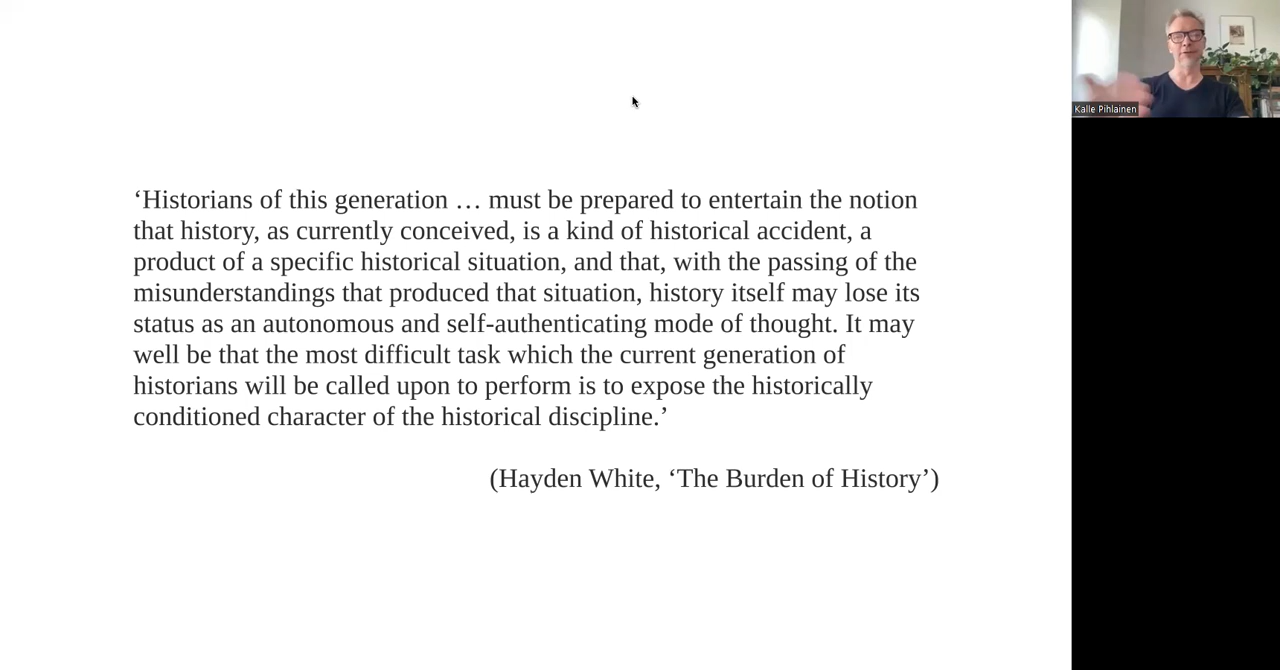 ‘Historians of this generation … must be prepared to entertain the notion
that history, as currently conceived, is a kind of historical accident, a
product of a specific historical situation, and that, with the passing of the
misunderstandings that produced that situation, history itself may lose its
status as an autonomous and self-authenticating mode of thought. It may
well be that the most difficult task which the current generation of
historians will be called upon to perform is to expose the historically
conditioned character of the historical discipline.’
(Hayden White, ‘The Burden of History’)
Kalle Pihlainen